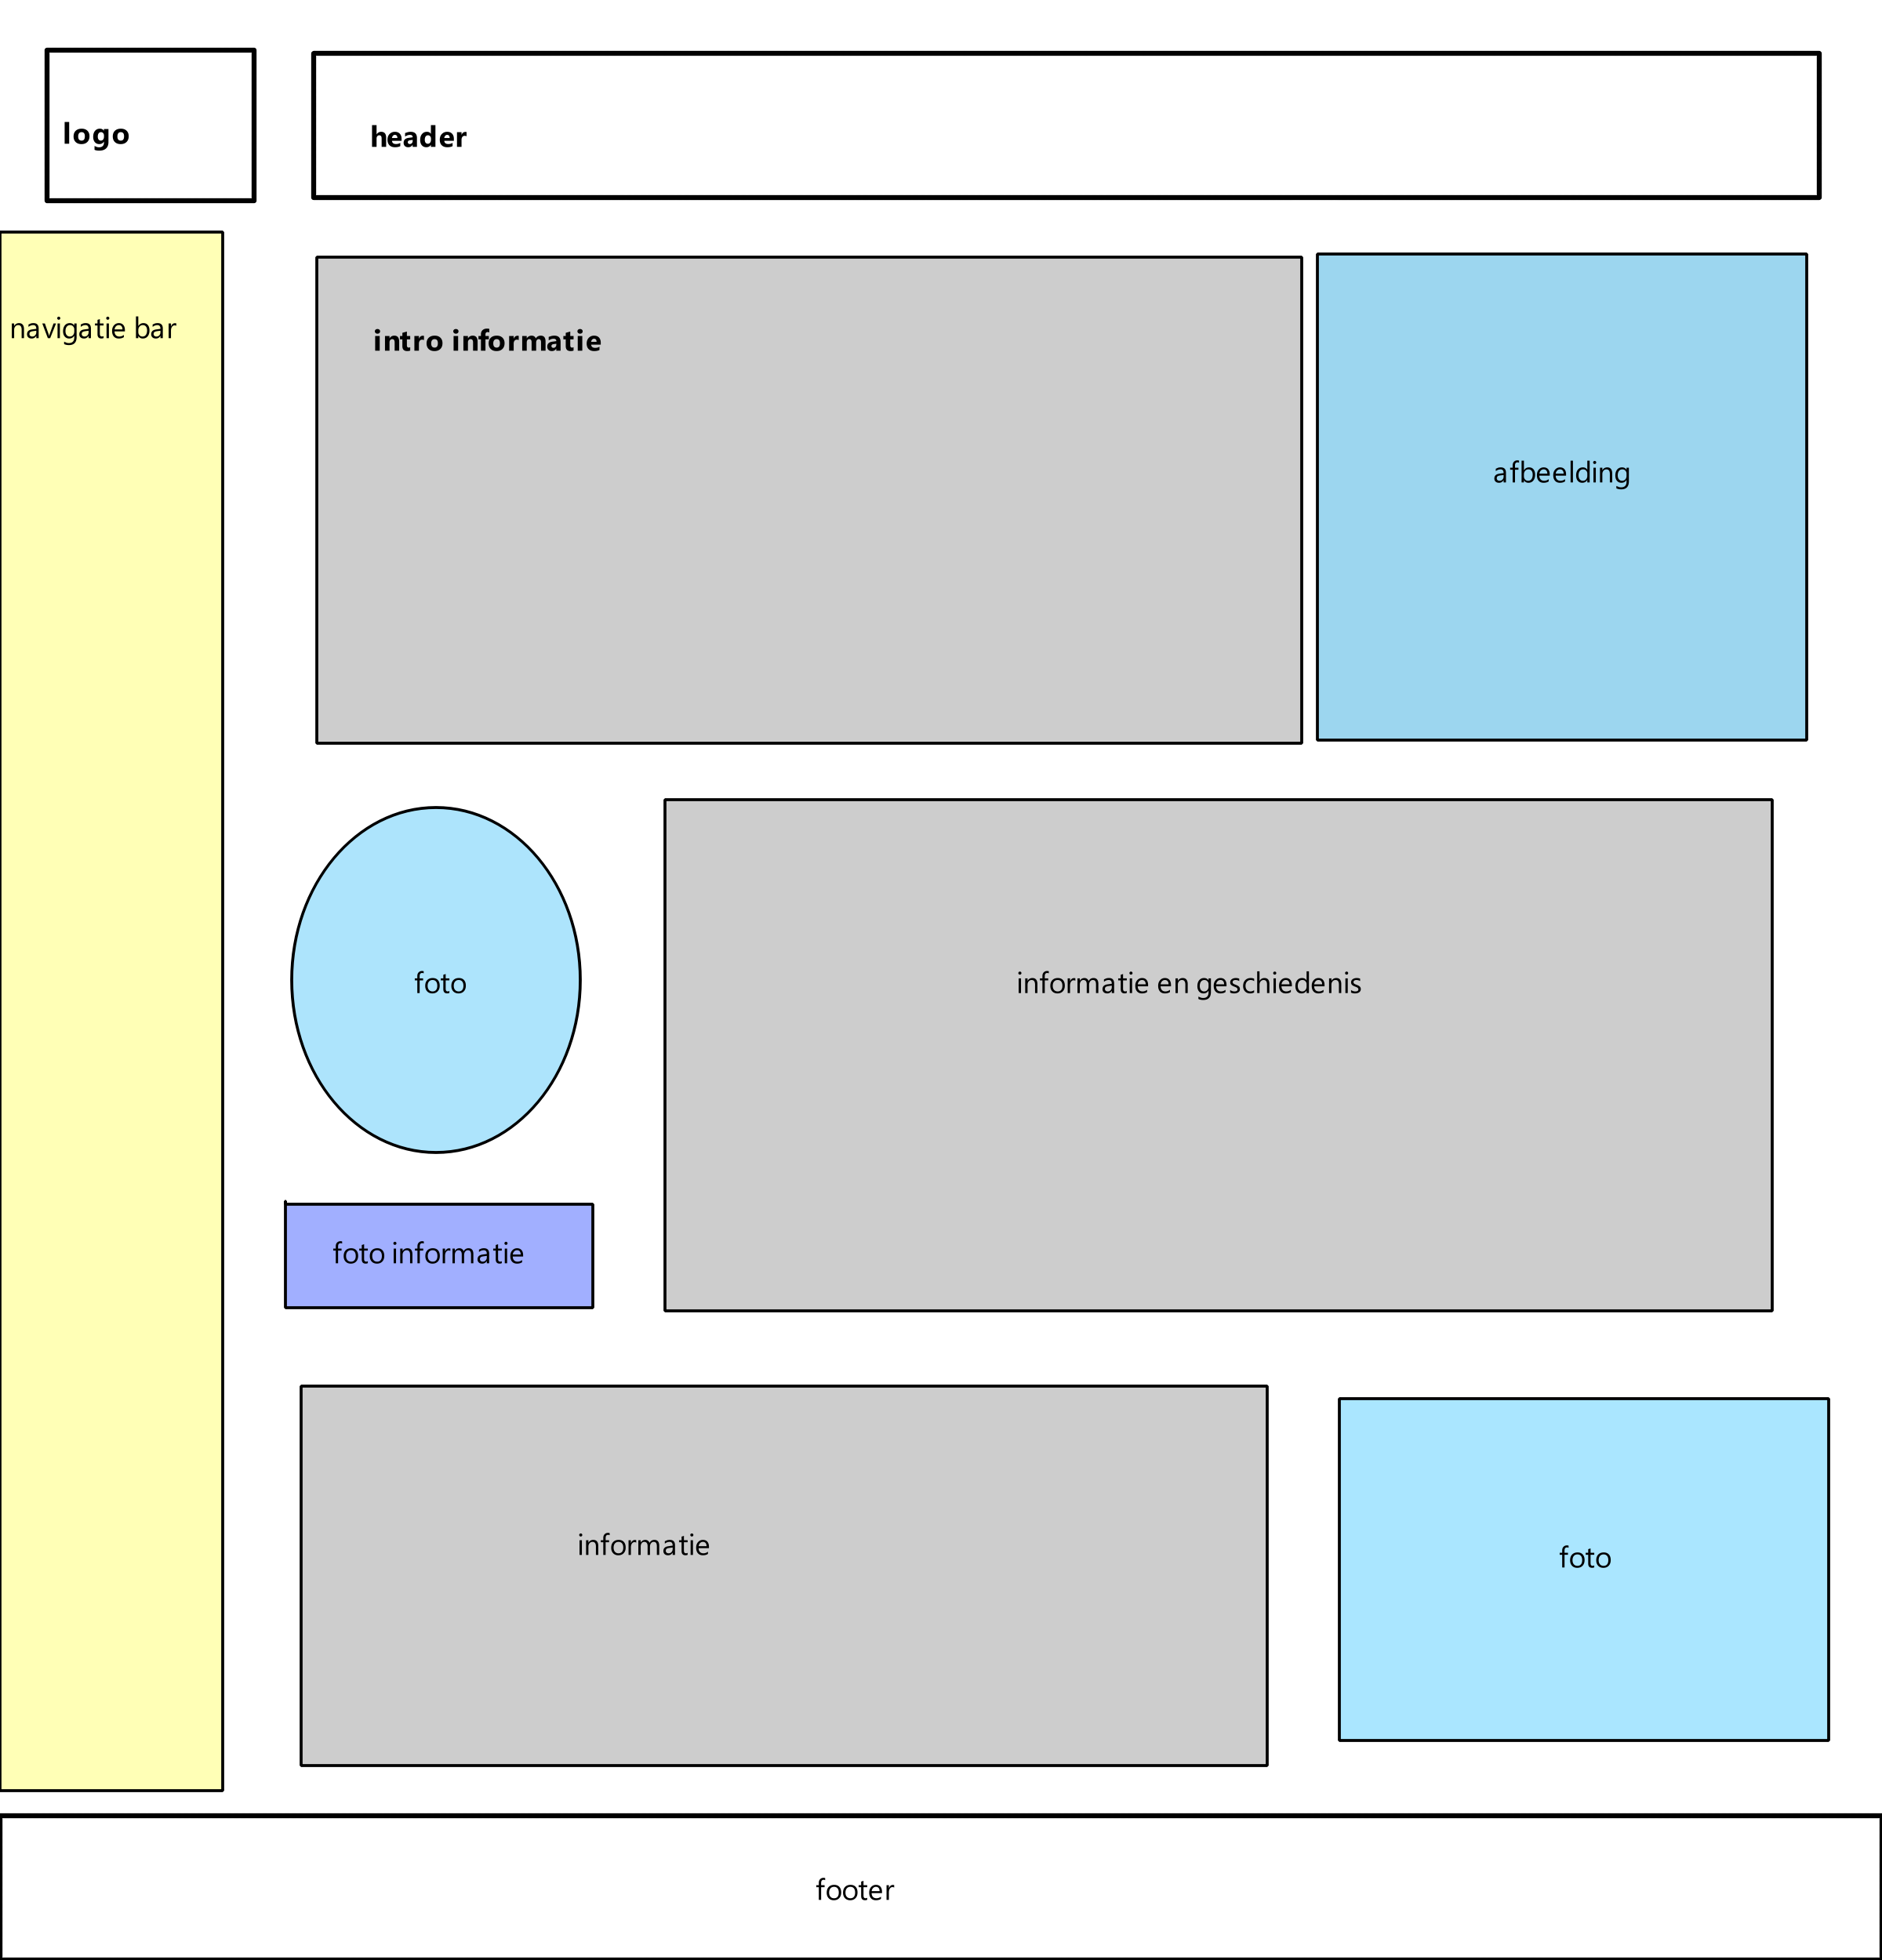 logo
header
navigatie bar
intro informatie
afbeelding
foto
informatie en geschiedenis
foto informatie
informatie
foto
footer